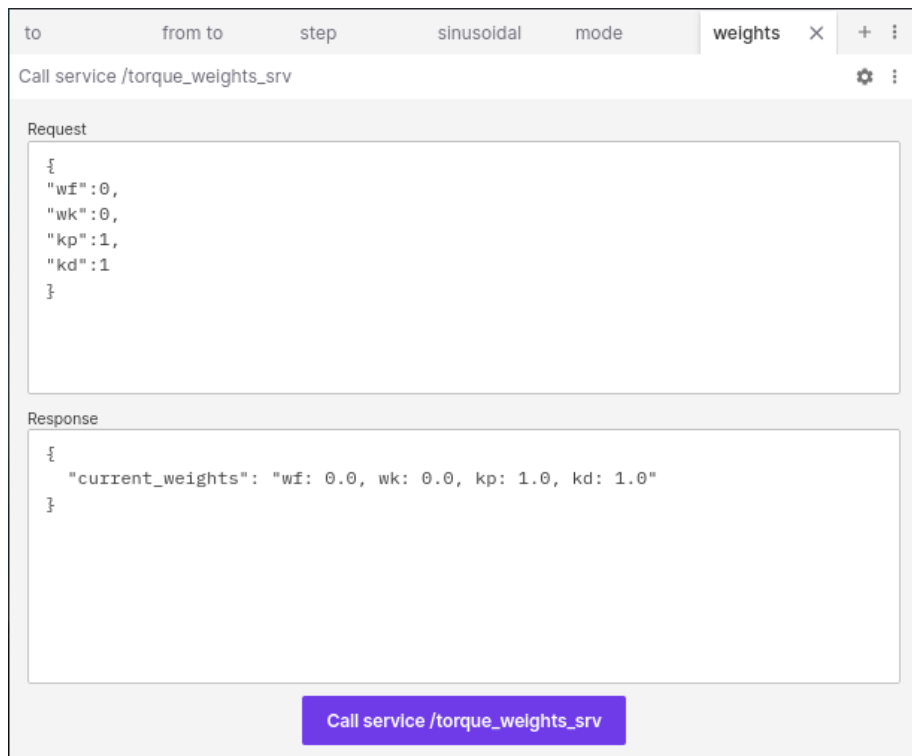 to from to step sinusoidal mode weights
Call service /torque_weights_srv
Request
{
"wf":0,
"wk":0,
"kp":1,
"kd":1
}
Response
{
"current_weights": "wf: 0.0, wk: 0.0, kp: 1.0, kd: 1.0"
}
Call service /torque_weights_srv